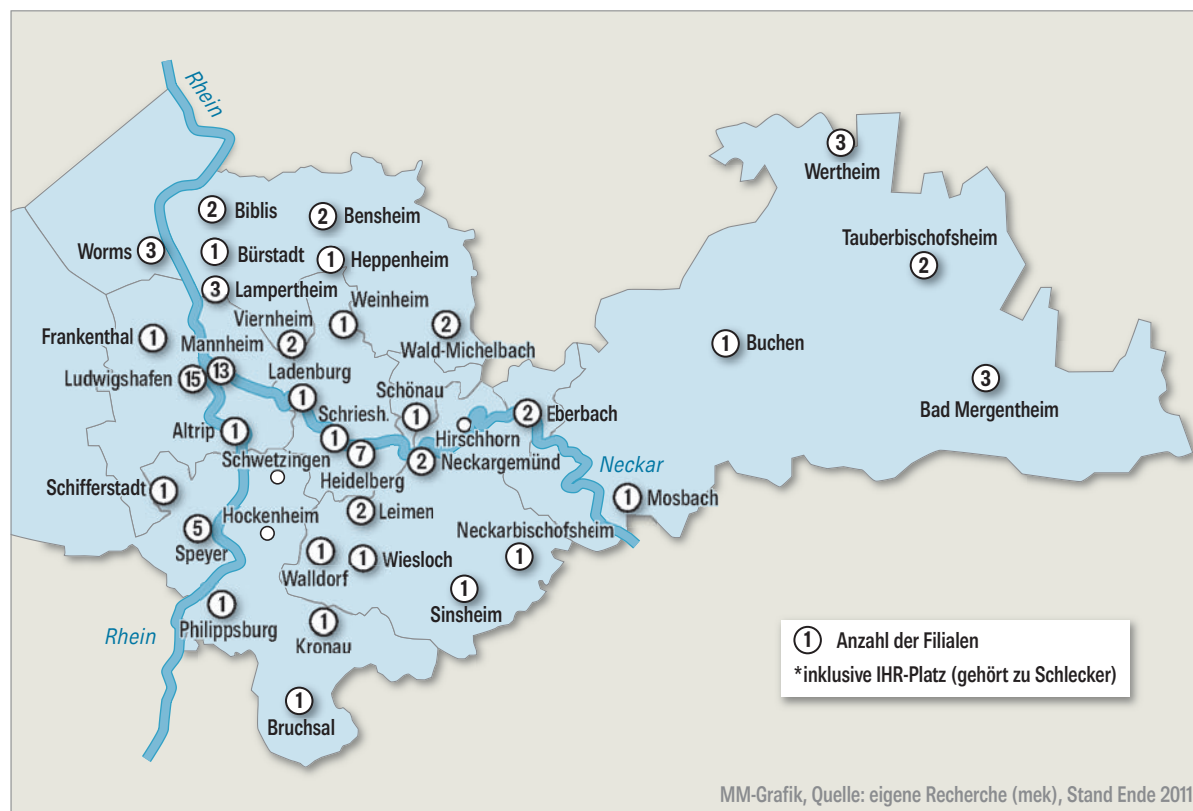 Rhein
3
Wertheim
2 Biblis
2 Bensheim
Tauberbischofsheim
2
Worms 3
1 Bürstadt
1 Heppenheim
3 Lampertheim
Weinheim
1
Viernheim
2
2
Wald-Michelbach
Frankenthal 1
Mannheim
13
1 Buchen
Ludwigshafen 15
Ladenburg
1
3
Bad Mergentheim
Schönau
1
Schriesh.
1
2 Eberbach
Altrip 1
Hirschhorn
7
Heidelberg
2 Neckargemünd
Schwetzingen
Neckar
Schifferstadt 1
1 Mosbach
2 Leimen
Hockenheim
5
Speyer
Neckarbischofsheim
1
1
Walldorf
1 Wiesloch
1
Sinsheim
1
Philippsburg
1
Kronau
Rhein
1
Bruchsal
1 Anzahl der Filialen
*inklusive IHR-Platz (gehört zu Schlecker)
MM-Grafik, Quelle: eigene Recherche (mek), Stand Ende 2011